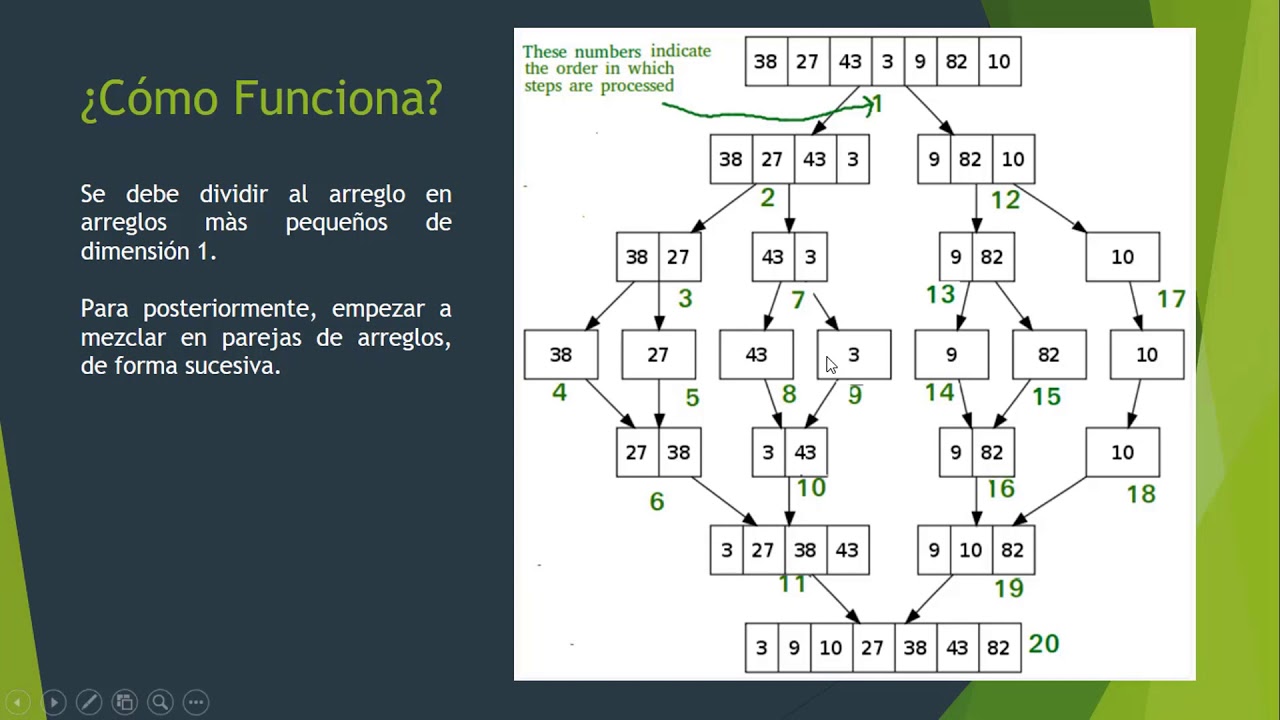 ¿Cómo Funciona?
Se debe dividir al arreglo en
arreglos màs pequeños de
dimensión 1.
Para posteriormente, empezar a
mezclar en parejas de arreglos,
de forma sucesiva.
These numbers indicate
the order in which
steps are processed
38 27 43 3 9 82 10
1
38 27 43 3 9 82 10
2 12
38 27 43 3 9 82 10
3 7 13 17
38 27 43 3 9 82 10
4 5 8 9 14 15
27 38 3 43 9 82 10
6 10 16 18
3 27 38 43 9 10 82
11 19
3 9 10 27 38 43 82 20